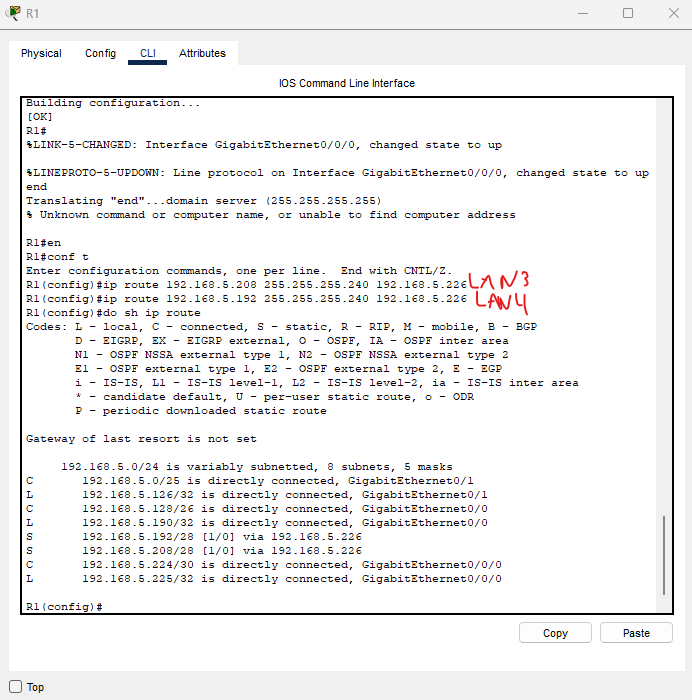 R1
Physical Config CLI Attributes
IOS Command Line Interface
Building configuration...
[OK]
R1#
%LINK-5-CHANGED: Interface GigabitEthernet0/0/0, changed state to up
%LINEPROTO-5-UPDOWN: Line protocol on Interface GigabitEthernet0/0/0, changed state to up
end
Translating "end"...domain server (255.255.255.255)
% Unknown command or computer name, or unable to find computer address
R1#en
R1#conf t
Enter configuration commands, one per line.  End with CNTL/Z.
R1(config)#ip route 192.168.5.208 255.255.255.240 192.168.5.226 LAN3
R1(config)#ip route 192.168.5.192 255.255.255.240 192.168.5.226 LAN4
R1(config)#do sh ip route
Codes: L - local, C - connected, S - static, R - RIP, M - mobile, B - BGP
D - EIGRP, EX - EIGRP external, O - OSPF, IA - OSPF inter area
N1 - OSPF NSSA external type 1, N2 - OSPF NSSA external type 2
E1 - OSPF external type 1, E2 - OSPF external type 2, E - EGP
i - IS-IS, L1 - IS-IS level-1, L2 - IS-IS level-2, ia - IS-IS inter area
* - candidate default, U - per-user static route, o - ODR
P - periodic downloaded static route
Gateway of last resort is not set
192.168.5.0/24 is variably subnetted, 8 subnets, 5 masks
C 192.168.5.0/25 is directly connected, GigabitEthernet0/1
L 192.168.5.126/32 is directly connected, GigabitEthernet0/1
C 192.168.5.128/26 is directly connected, GigabitEthernet0/0
L 192.168.5.190/32 is directly connected, GigabitEthernet0/0
S 192.168.5.192/28 [1/0] via 192.168.5.226
S 192.168.5.208/28 [1/0] via 192.168.5.226
C 192.168.5.224/30 is directly connected, GigabitEthernet0/0/0
L 192.168.5.225/32 is directly connected, GigabitEthernet0/0/0
R1(config)#
Copy Paste
Top